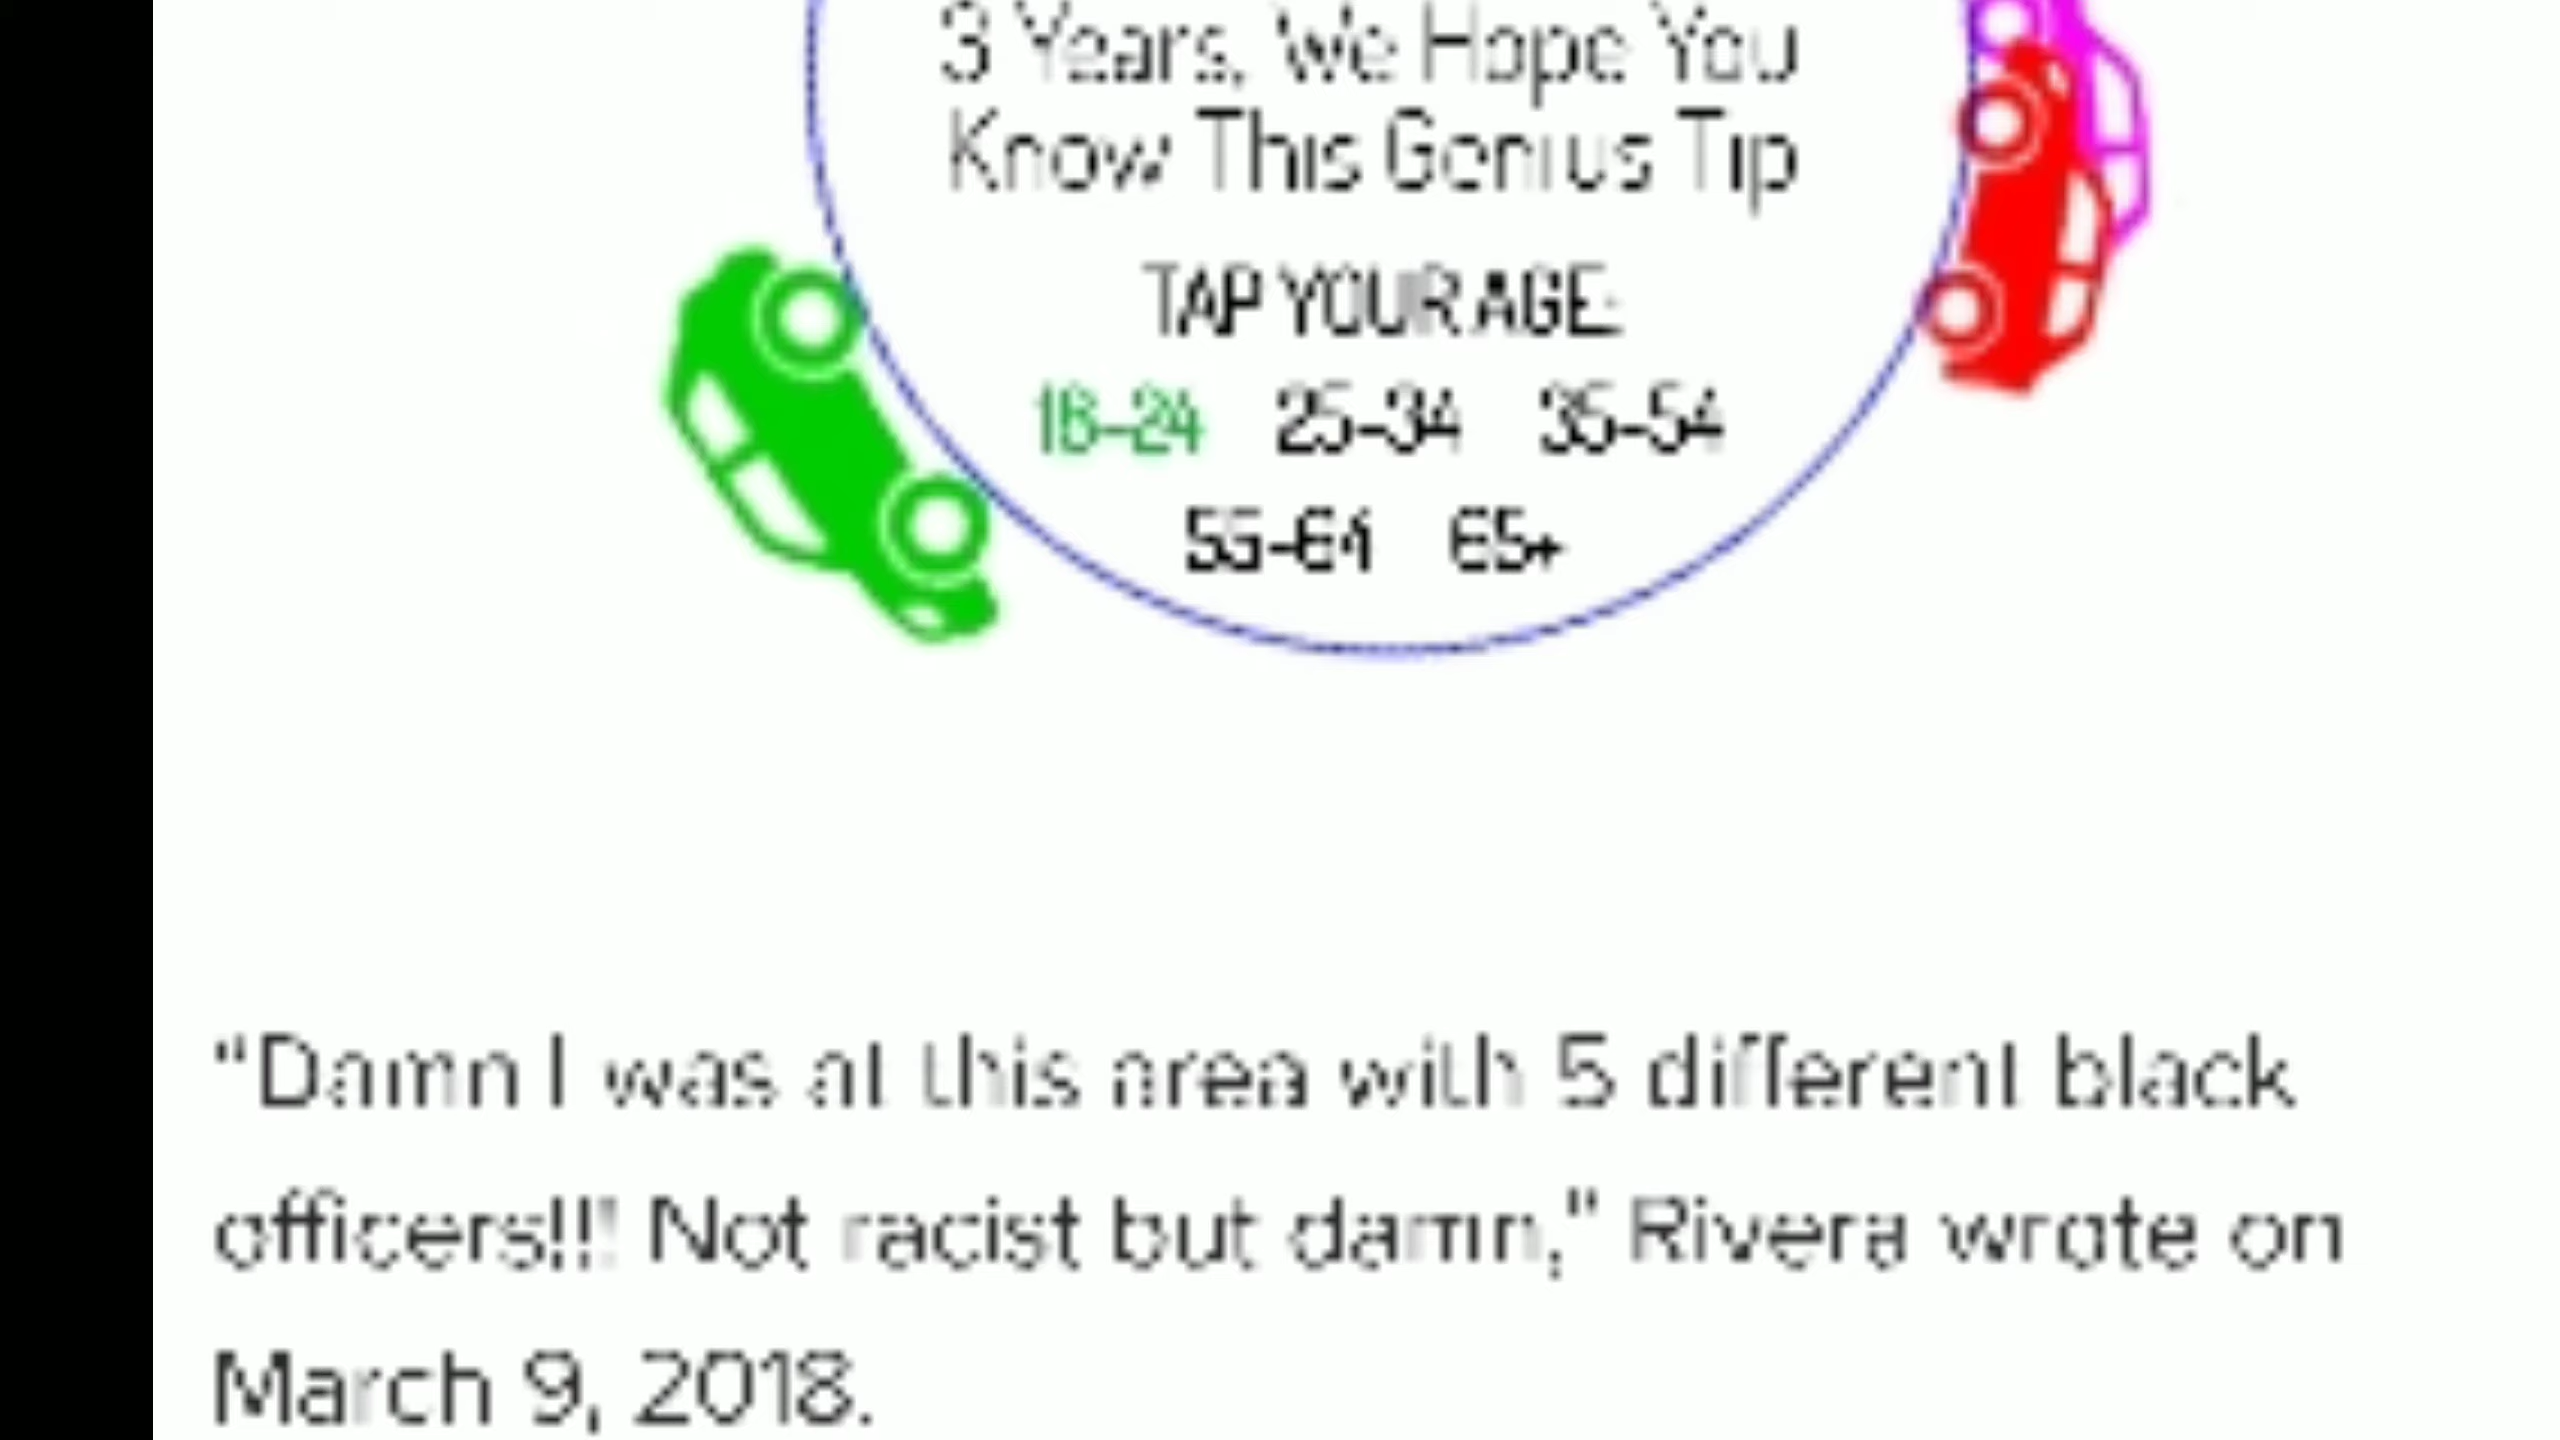 3 Years, We Hope You
Know This Genius Tip
TAP YOUR AGE:
18-24 25-34 35-54
55-64 65+
"Damn I was at this area with 5 different black
officers!!! Not racist but damn," Rivera wrote on
March 9, 2018.